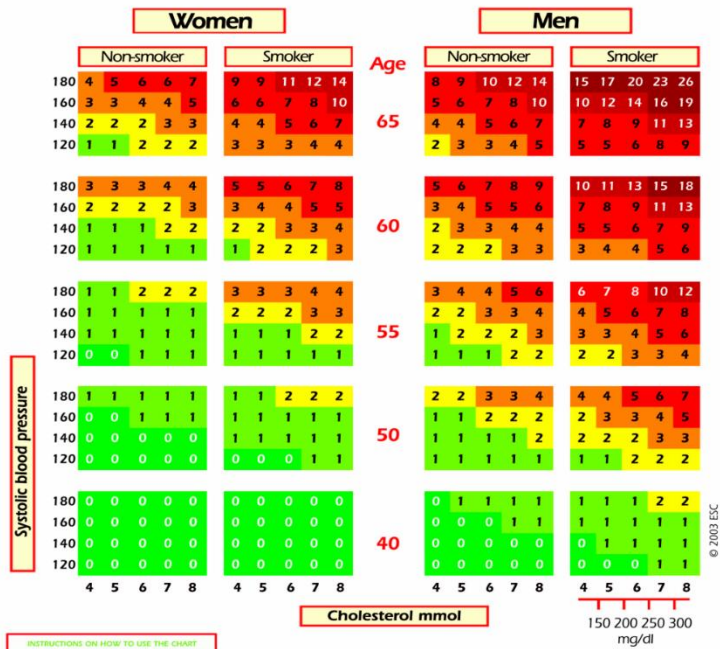 Women Men
Non-smoker Smoker Age Non-smoker Smoker
180 4 5 6 6 7 9 9 11 12 14 8 9 10 12 14 15 17 20 23 26
160 3 3 4 4 5 6 6 7 8 10 5 6 7 8 10 10 12 14 16 19
65
140 2 2 2 3 3 4 4 5 6 7 4 4 5 6 7 7 8 9 11 13
120 1 1 2 2 2 3 3 3 4 4 2 3 3 4 5 5 5 6 8 9
180 3 3 3 4 4 5 5 6 7 8 5 6 7 8 9 10 11 13 15 18
160 2 2 2 2 3 3 4 4 5 5 3 4 5 5 6 7 8 9 11 13
60
140 1 1 1 2 2 2 2 3 3 4 2 3 3 4 4 5 5 6 7 9
120 1 1 1 1 1 1 2 2 2 3 2 2 2 3 3 3 4 4 5 6
180 1 1 2 2 2 3 3 3 4 4 3 4 4 5 6 6 7 8 10 12
160 1 1 1 1 1 2 2 2 3 3 2 2 3 3 4 4 5 6 7 8
55
140 1 1 1 1 1 1 1 1 2 2 1 2 2 2 3 3 3 4 5 6
120 0 0 1 1 1 1 1 1 1 1 1 1 1 2 2 2 2 3 3 4
180 1 1 1 1 1 1 1 2 2 2 2 2 3 3 4 4 4 5 6 7
160 0 0 1 1 1 1 1 1 1 1 1 1 2 2 2 2 3 3 4 5
50
140 0 0 0 0 0 1 1 1 1 1 1 1 1 1 2 2 2 2 3 3
120 0 0 0 0 0 0 0 0 1 1 1 1 1 1 1 1 1 2 2 2
180 0 0 0 0 0 0 0 0 0 0 0 1 1 1 1 1 1 1 2 2
160 0 0 0 0 0 0 0 0 0 0 0 0 0 1 1 1 1 1 1 1
40
140 0 0 0 0 0 0 0 0 0 0 0 0 0 0 0 0 1 1 1 1
120 0 0 0 0 0 0 0 0 0 0 0 0 0 0 0 0 0 0 1 1
4 5 6 7 8 4 5 6 7 8 4 5 6 7 8 4 5 6 7 8
Systolic blood pressure
© 2003 ESC
Cholesterol mmol
150 200 250 300
mg/dl
INSTRUCTIONS ON HOW TO USE THE CHART